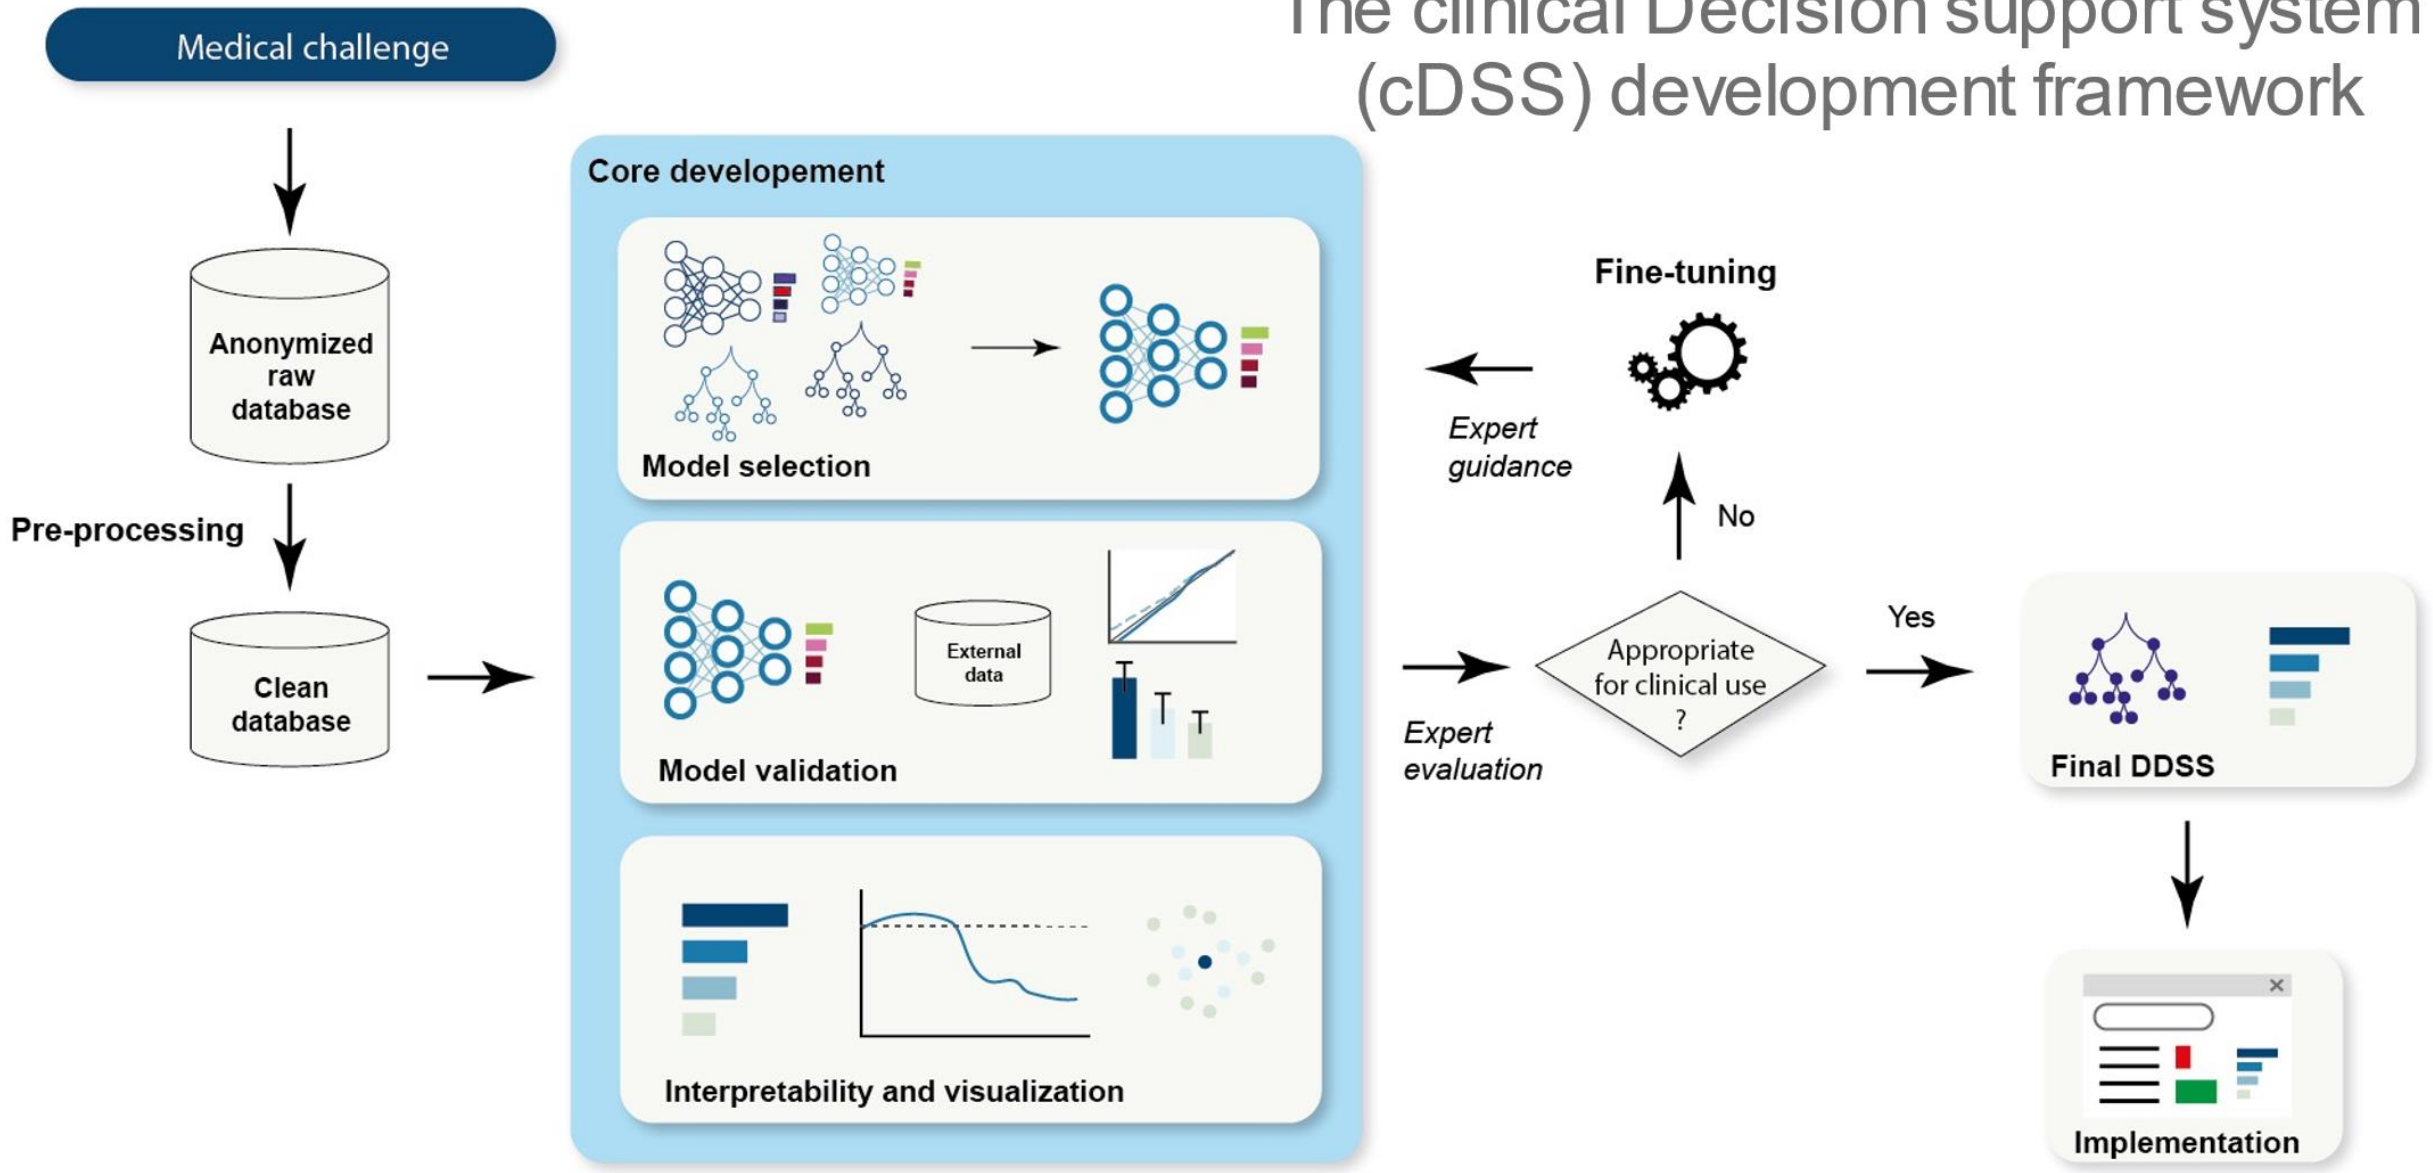 The clinical Decision support system
(cDSS) development framework
Medical challenge
Anonymized
raw
database
Pre-processing
Clean
database
Core developement
Model selection
External
data
Model validation
Interpretability and visualization
Fine-tuning
Expert
guidance
No
Expert
evaluation
Appropriate
for clinical use
?
Yes
Final DDSS
Implementation